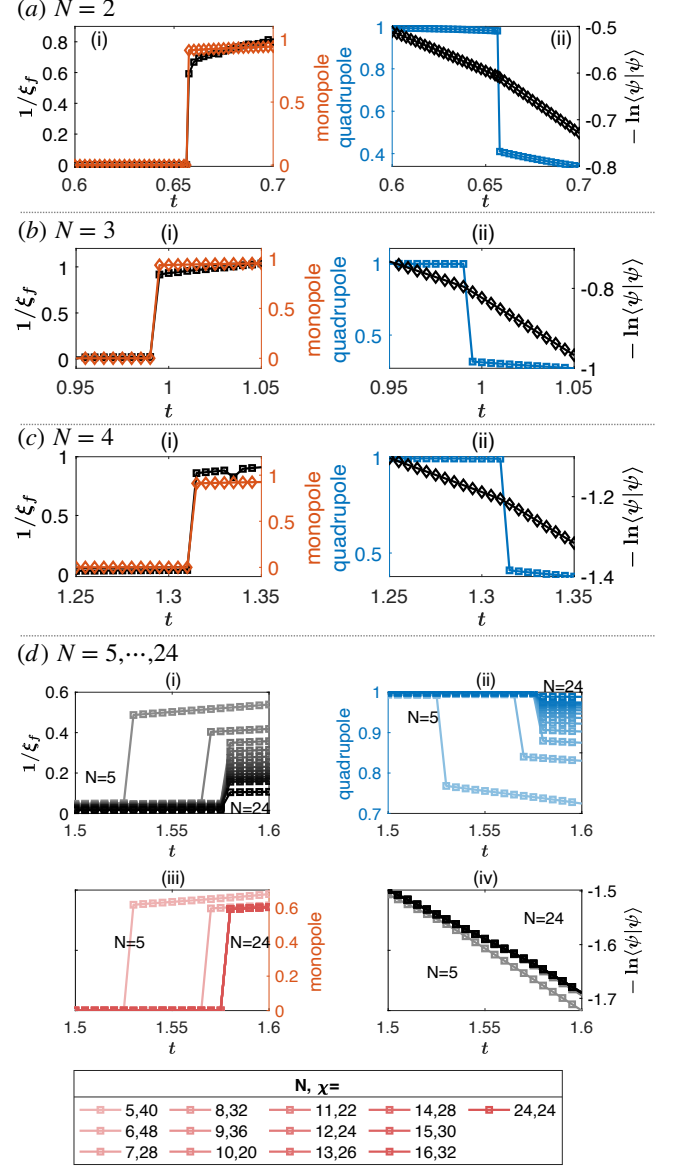 (a) N = 2
(i)
(ii)
1/ξf
monopole
quadrupole
− ln⟨ψ|ψ⟩
0.8
0.6
0.4
0.2
0
1
0.5
0
1
0.8
0.6
0.4
-0.5
-0.6
-0.7
-0.8
0.6 0.65 0.7
0.6 0.65 0.7
t
t
(b) N = 3
(i)
(ii)
1/ξf
monopole
quadrupole
− ln⟨ψ|ψ⟩
1
0.5
0
1
0.5
0
1
0.5
-0.8
-1
0.95 1 1.05
0.95 1 1.05
t
t
(c) N = 4
(i)
(ii)
1/ξf
monopole
quadrupole
− ln⟨ψ|ψ⟩
1
0.5
0
1
0.5
0
1
0.5
-1.2
-1.4
1.25 1.3 1.35
1.25 1.3 1.35
t
t
(d) N = 5,⋯,24
(i)
(ii)
1/ξf
quadrupole
0.6
0.4
0.2
0
N=5
N=24
1
0.9
0.8
0.7
N=5
N=24
1.5 1.55 1.6
1.5 1.55 1.6
t
t
(iii)
(iv)
monopole
− ln⟨ψ|ψ⟩
N=5
N=24
0.6
0.4
0.2
0
N=24
N=5
-1.5
-1.6
-1.7
1.5 1.55 1.6
1.5 1.55 1.6
t
t
N, χ=
5,40 8,32 11,22 14,28 24,24
6,48 9,36 12,24 15,30
7,28 10,20 13,26 16,32